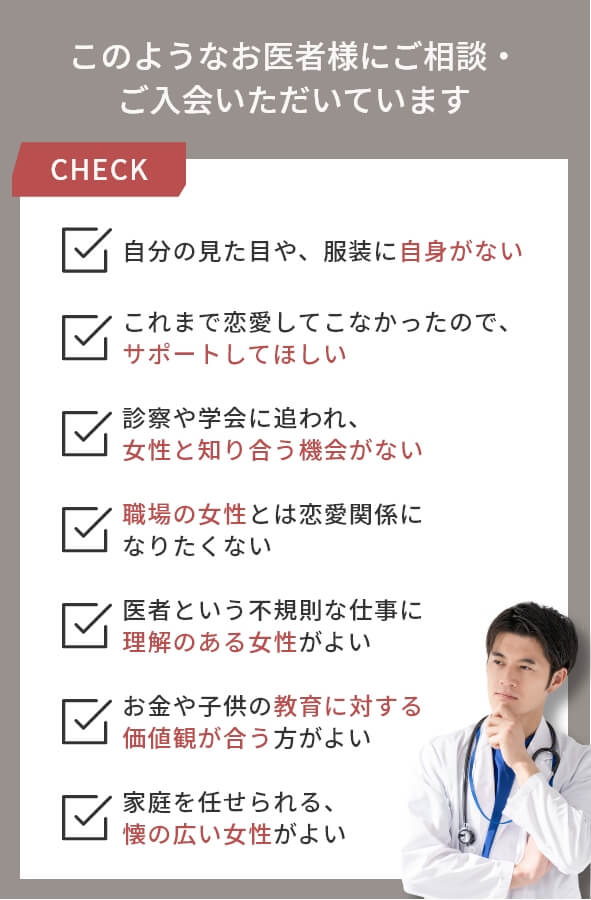 このようなお医者様にご相談・
ご入会いただいています
CHECK
自分の見た目や、服装に自身がない
これまで恋愛してこなかったので、
サポートしてほしい
診察や学会に追われ、
女性と知り合う機会がない
職場の女性とは恋愛関係に
なりたくない
医者という不規則な仕事に
理解のある女性がよい
お金や子供の教育に対する
価値観が合う方がよい
家庭を任せられる、
懐の広い女性がよい